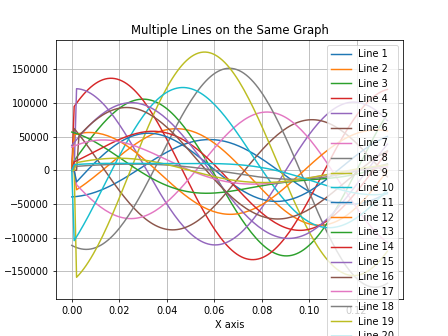 Multiple Lines on the Same Graph
150000
100000
50000
0
−50000
−100000
−150000
0.00
0.02
0.04
0.06
0.08
0.10
X axis
Line 1
Line 2
Line 3
Line 4
Line 5
Line 6
Line 7
Line 8
Line 9
Line 10
Line 11
Line 12
Line 13
Line 14
Line 15
Line 16
Line 17
Line 18
Line 19
Line 20